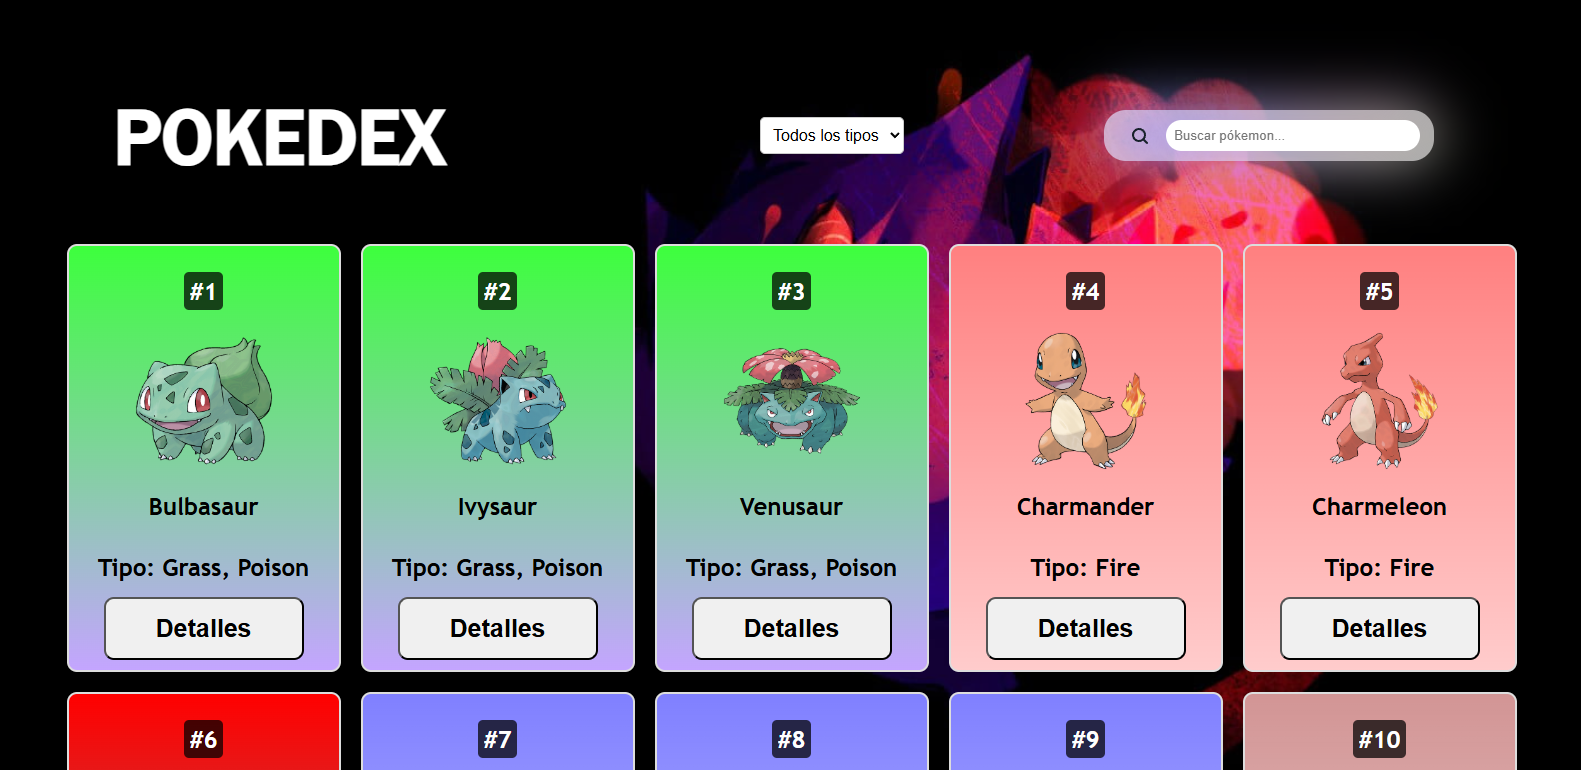 POKEDEX
Todos los tipos
Buscar pókemon...
#1
#2
#3
#4
#5
Bulbasaur
Ivysaur
Venusaur
Charmander
Charmeleon
Tipo: Grass, Poison
Tipo: Grass, Poison
Tipo: Grass, Poison
Tipo: Fire
Tipo: Fire
Detalles
Detalles
Detalles
Detalles
Detalles
#6
#7
#8
#9
#10